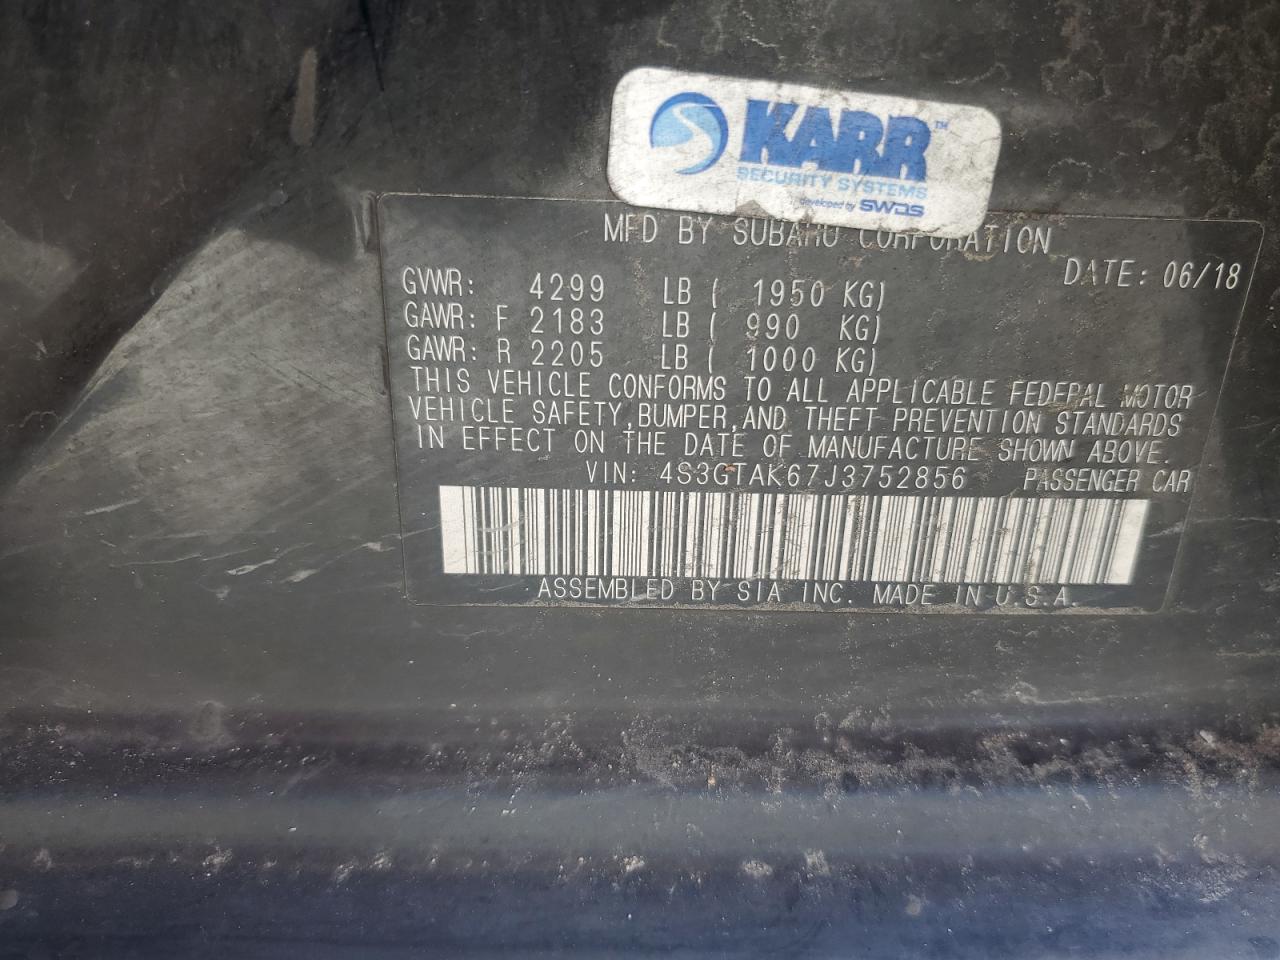 KARR™
SECURITY SYSTEMS
developed by SWDS
MFD BY SUBARU CORPORATION
DATE: 06/18
GVWR: 4299 LB ( 1950 KG)
GAWR: F 2183 LB ( 990 KG)
GAWR: R 2205 LB ( 1000 KG)
THIS VEHICLE CONFORMS TO ALL APPLICABLE FEDERAL MOTOR
VEHICLE SAFETY, BUMPER, AND THEFT PREVENTION STANDARDS
IN EFFECT ON THE DATE OF MANUFACTURE SHOWN ABOVE.
VIN: 4S3GTAK67J3752856 PASSENGER CAR
ASSEMBLED BY SIA INC. MADE IN U.S.A.